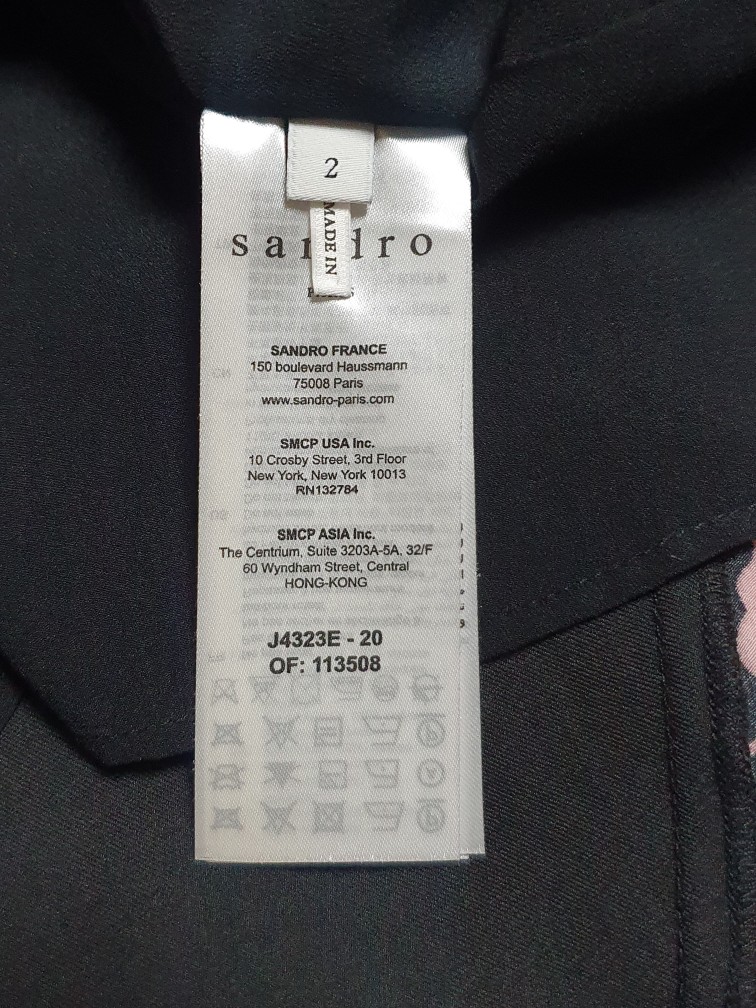 2
MADE IN
sandro
SANDRO FRANCE
150 boulevard Haussmann
75008 Paris
www.sandro-paris.com
SMCP USA Inc.
10 Crosby Street, 3rd Floor
New York, New York 10013
RN132784
SMCP ASIA Inc.
The Centrium, Suite 3203A-5A, 32/F
60 Wyndham Street, Central
HONG-KONG
J4323E - 20
OF: 113508